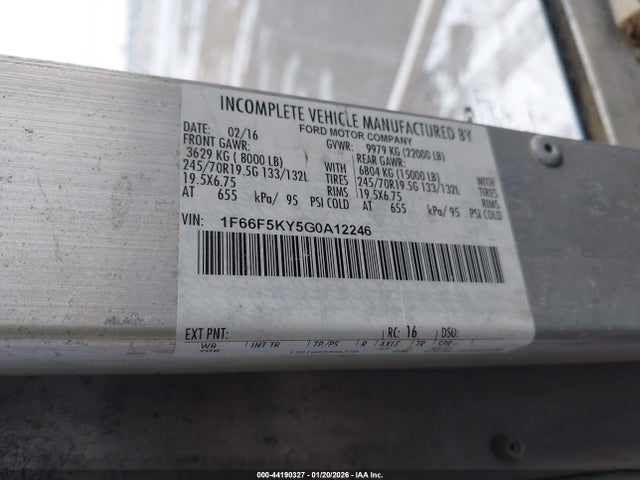 INCOMPLETE VEHICLE MANUFACTURED BY
FORD MOTOR COMPANY
DATE: 02/16
GVWR: 9979 KG (22000 LB)
FRONT GAWR:
3629 KG ( 8000 LB)
WITH
245/70R19.5G 133/132L
TIRES
19.5X6.75
RIMS
AT 655 kPa/ 95 PSI COLD
REAR GAWR:
6804 KG (15000 LB)
WITH
245/70R19.5G 133/132L
TIRES
19.5X6.75
RIMS
AT 655 kPa/ 95 PSI COLD
VIN: 1F66F5KY5G0A12246
EXT PNT: RC: 16 DSO:
WB INT TR TP/PS R AXLE TR SPR
208
000-44190327 - 01/20/2026 - IAA Inc.